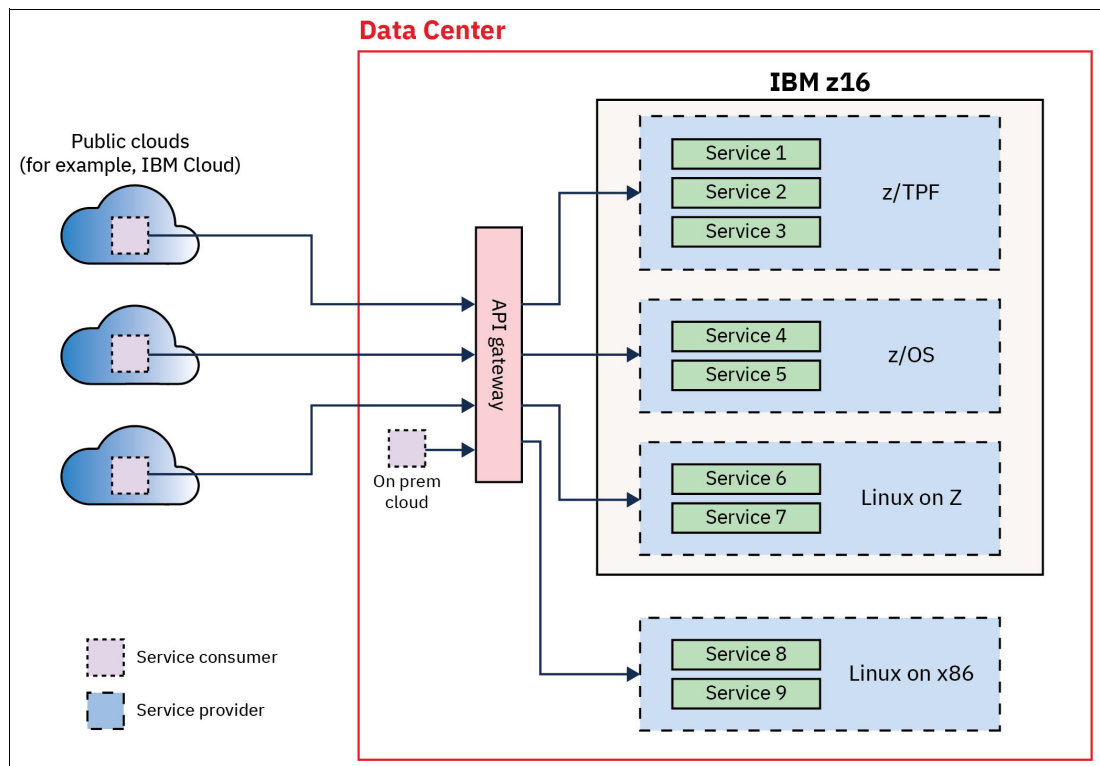 Data Center
IBM z16
Public clouds
(for example, IBM Cloud)
Service 1
Service 2
Service 3
z/TPF
API gateway
Service 4
Service 5
z/OS
On prem
cloud
Service 6
Service 7
Linux on Z
Service 8
Service 9
Linux on x86
Service consumer
Service provider